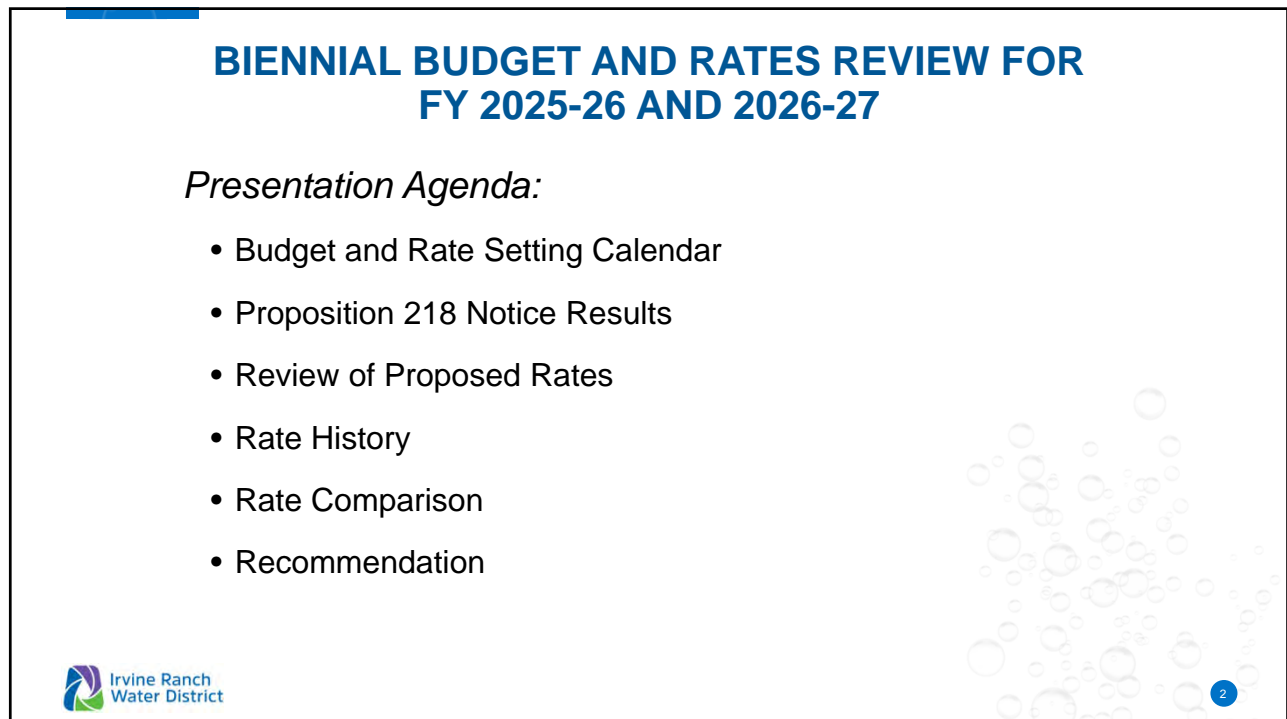 BIENNIAL BUDGET AND RATES REVIEW FOR
FY 2025-26 AND 2026-27
Presentation Agenda:
• Budget and Rate Setting Calendar
• Proposition 218 Notice Results
• Review of Proposed Rates
• Rate History
• Rate Comparison
• Recommendation
Irvine Ranch
Water District
2